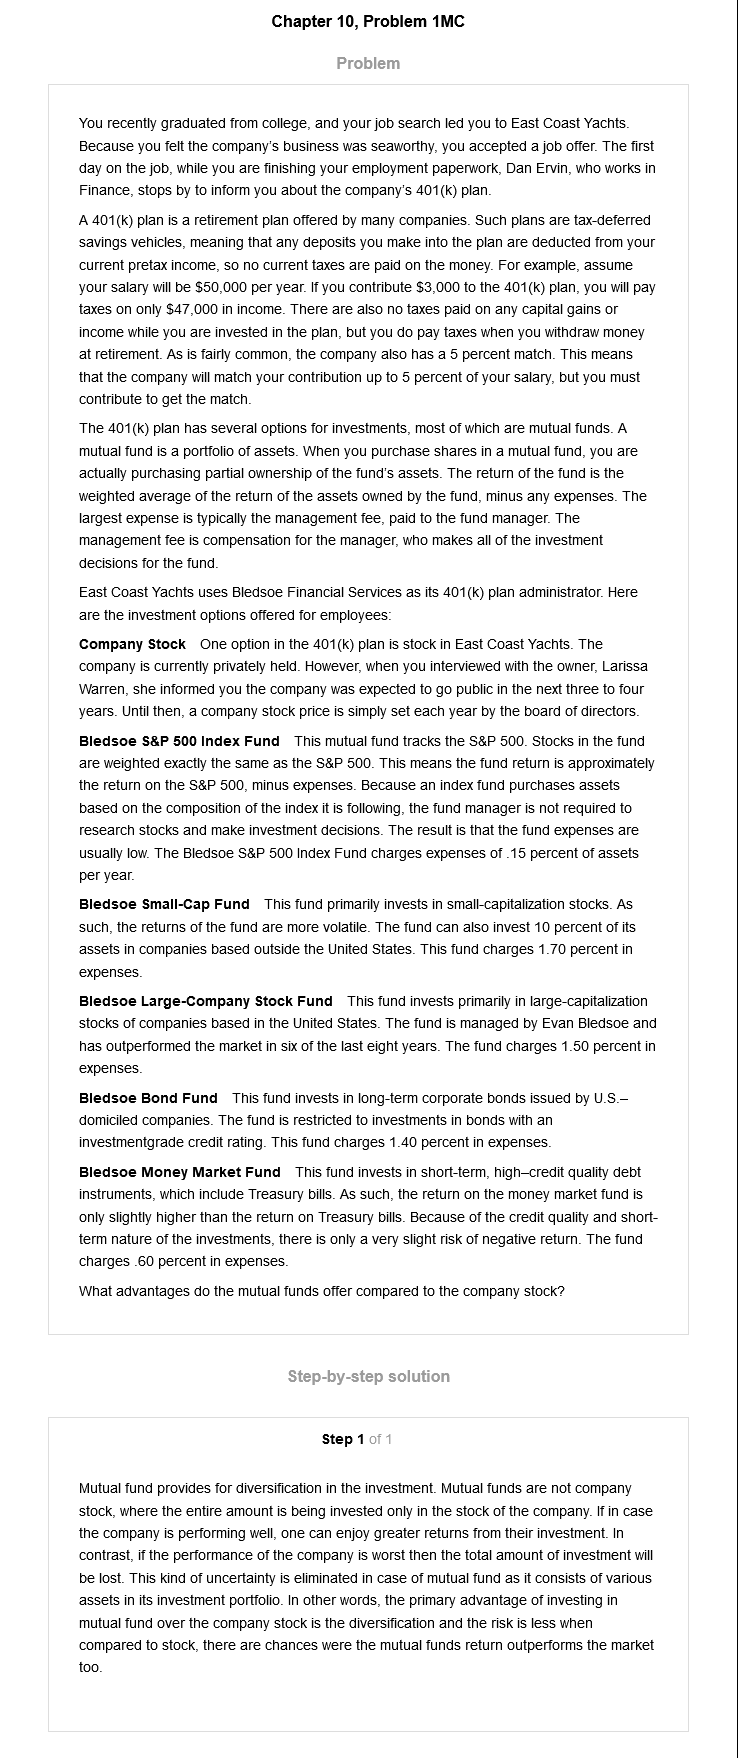 Chapter 10, Problem 1MC
Problem
You recently graduated from college, and your job search led you to East Coast Yachts.
Because you felt the company's business was seaworthy, you accepted a job offer. The first
day on the job, while you are finishing your employment paperwork, Dan Ervin, who works in
Finance, stops by to inform you about the company's 401(k) plan.
A 401(k) plan is a retirement plan offered by many companies. Such plans are tax-deferred
savings vehicles, meaning that any deposits you make into the plan are deducted from your
current pretax income, so no current taxes are paid on the money. For example, assume
your salary will be $50,000 per year. If you contribute $3,000 to the 401(k) plan, you will pay
taxes on only $47,000 in income. There are also no taxes paid on any capital gains or
income while you are invested in the plan, but you do pay taxes when you withdraw money
at retirement. As is fairly common, the company also has a 5 percent match. This means
that the company will match your contribution up to 5 percent of your salary, but you must
contribute to get the match.
The 401(k) plan has several options for investments, most of which are mutual funds. A
mutual fund is a portfolio of assets. When you purchase shares in a mutual fund, you are
actually purchasing partial ownership of the fund's assets. The return of the fund is the
weighted average of the return of the assets owned by the fund, minus any expenses. The
largest expense is typically the management fee, paid to the fund manager. The
management fee is compensation for the manager, who makes all of the investment
decisions for the fund.
East Coast Yachts uses Bledsoe Financial Services as its 401(k) plan administrator. Here
are the investment options offered for employees:
Company Stock One option in the 401(k) plan is stock in East Coast Yachts. The
company is currently privately held. However, when you interviewed with the owner, Larissa
Warren, she informed you the company was expected to go public in the next three to four
years. Until then, a company stock price is simply set each year by the board of directors.
Bledsoe S&P 500 Index Fund This mutual fund tracks the S&P 500. Stocks in the fund
are weighted exactly the same as the S&P 500. This means the fund return is approximately
the return on the S&P 500, minus expenses. Because an index fund purchases assets
based on the composition of the index it is following, the fund manager is not required to
research stocks and make investment decisions. The result is that the fund expenses are
usually low. The Bledsoe S&P 500 Index Fund charges expenses of .15 percent of assets
per year.
Bledsoe Small-Cap Fund This fund primarily invests in small-capitalization stocks. As
such, the returns of the fund are more volatile. The fund can also invest 10 percent of its
assets in companies based outside the United States. This fund charges 1.70 percent in
expenses.
Bledsoe Large-Company Stock Fund This fund invests primarily in large-capitalization
stocks of companies based in the United States. The fund is managed by Evan Bledsoe and
has outperformed the market in six of the last eight years. The fund charges 1.50 percent in
expenses.
Bledsoe Bond Fund This fund invests in long-term corporate bonds issued by U.S.–
domiciled companies. The fund is restricted to investments in bonds with an
investmentgrade credit rating. This fund charges 1.40 percent in expenses.
Bledsoe Money Market Fund This fund invests in short-term, high–credit quality debt
instruments, which include Treasury bills. As such, the return on the money market fund is
only slightly higher than the return on Treasury bills. Because of the credit quality and short-
term nature of the investments, there is only a very slight risk of negative return. The fund
charges .60 percent in expenses.
What advantages do the mutual funds offer compared to the company stock?
Step-by-step solution
Step 1 of 1
Mutual fund provides for diversification in the investment. Mutual funds are not company
stock, where the entire amount is being invested only in the stock of the company. If in case
the company is performing well, one can enjoy greater returns from their investment. In
contrast, if the performance of the company is worst then the total amount of investment will
be lost. This kind of uncertainty is eliminated in case of mutual fund as it consists of various
assets in its investment portfolio. In other words, the primary advantage of investing in
mutual fund over the company stock is the diversification and the risk is less when
compared to stock, there are chances were the mutual funds return outperforms the market
too.